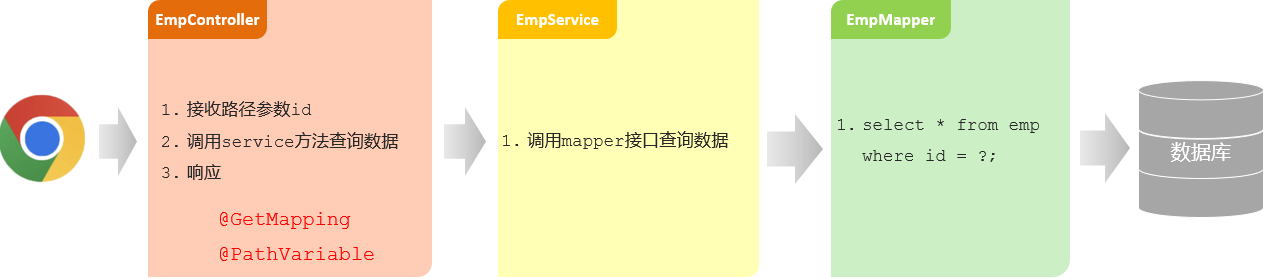 EmpController
1. 接收路径参数id
2. 调用service方法查询数据
3. 响应
@GetMapping
@PathVariable
EmpService
1. 调用mapper接口查询数据
EmpMapper
1. select * from emp
where id = ?;
数据库